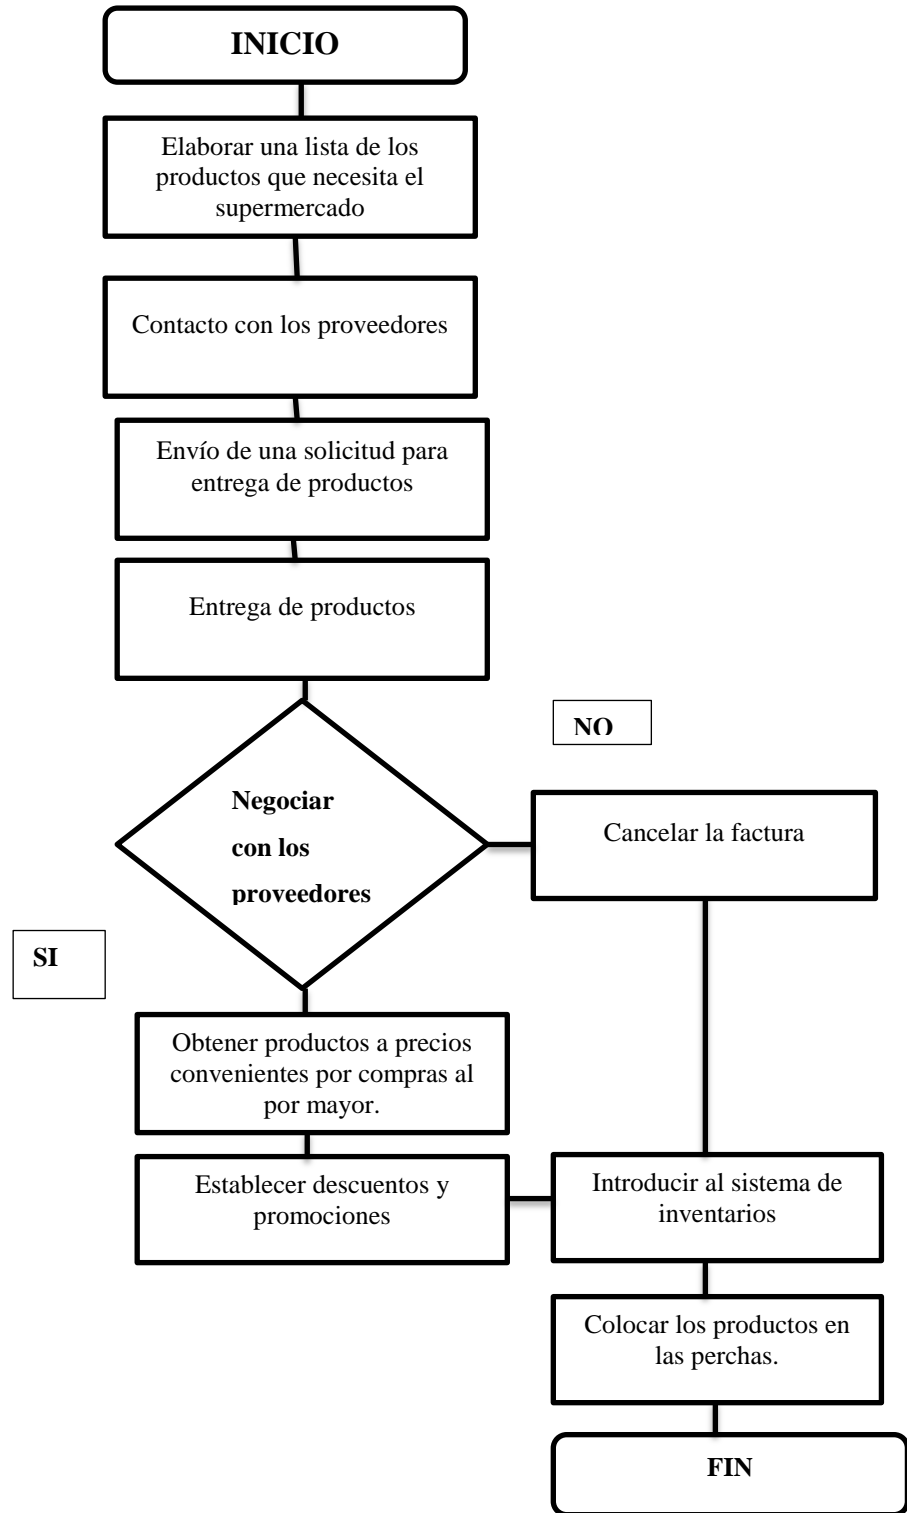 INICIO
Elaborar una lista de los
productos que necesita el
supermercado
Contacto con los proveedores
Envío de una solicitud para
entrega de productos
Entrega de productos
NO
Negociar
con los
proveedores
Cancelar la factura
SI
Obtener productos a precios
convenientes por compras al
por mayor.
Establecer descuentos y
promociones
Introducir al sistema de
inventarios
Colocar los productos en
las perchas.
FIN